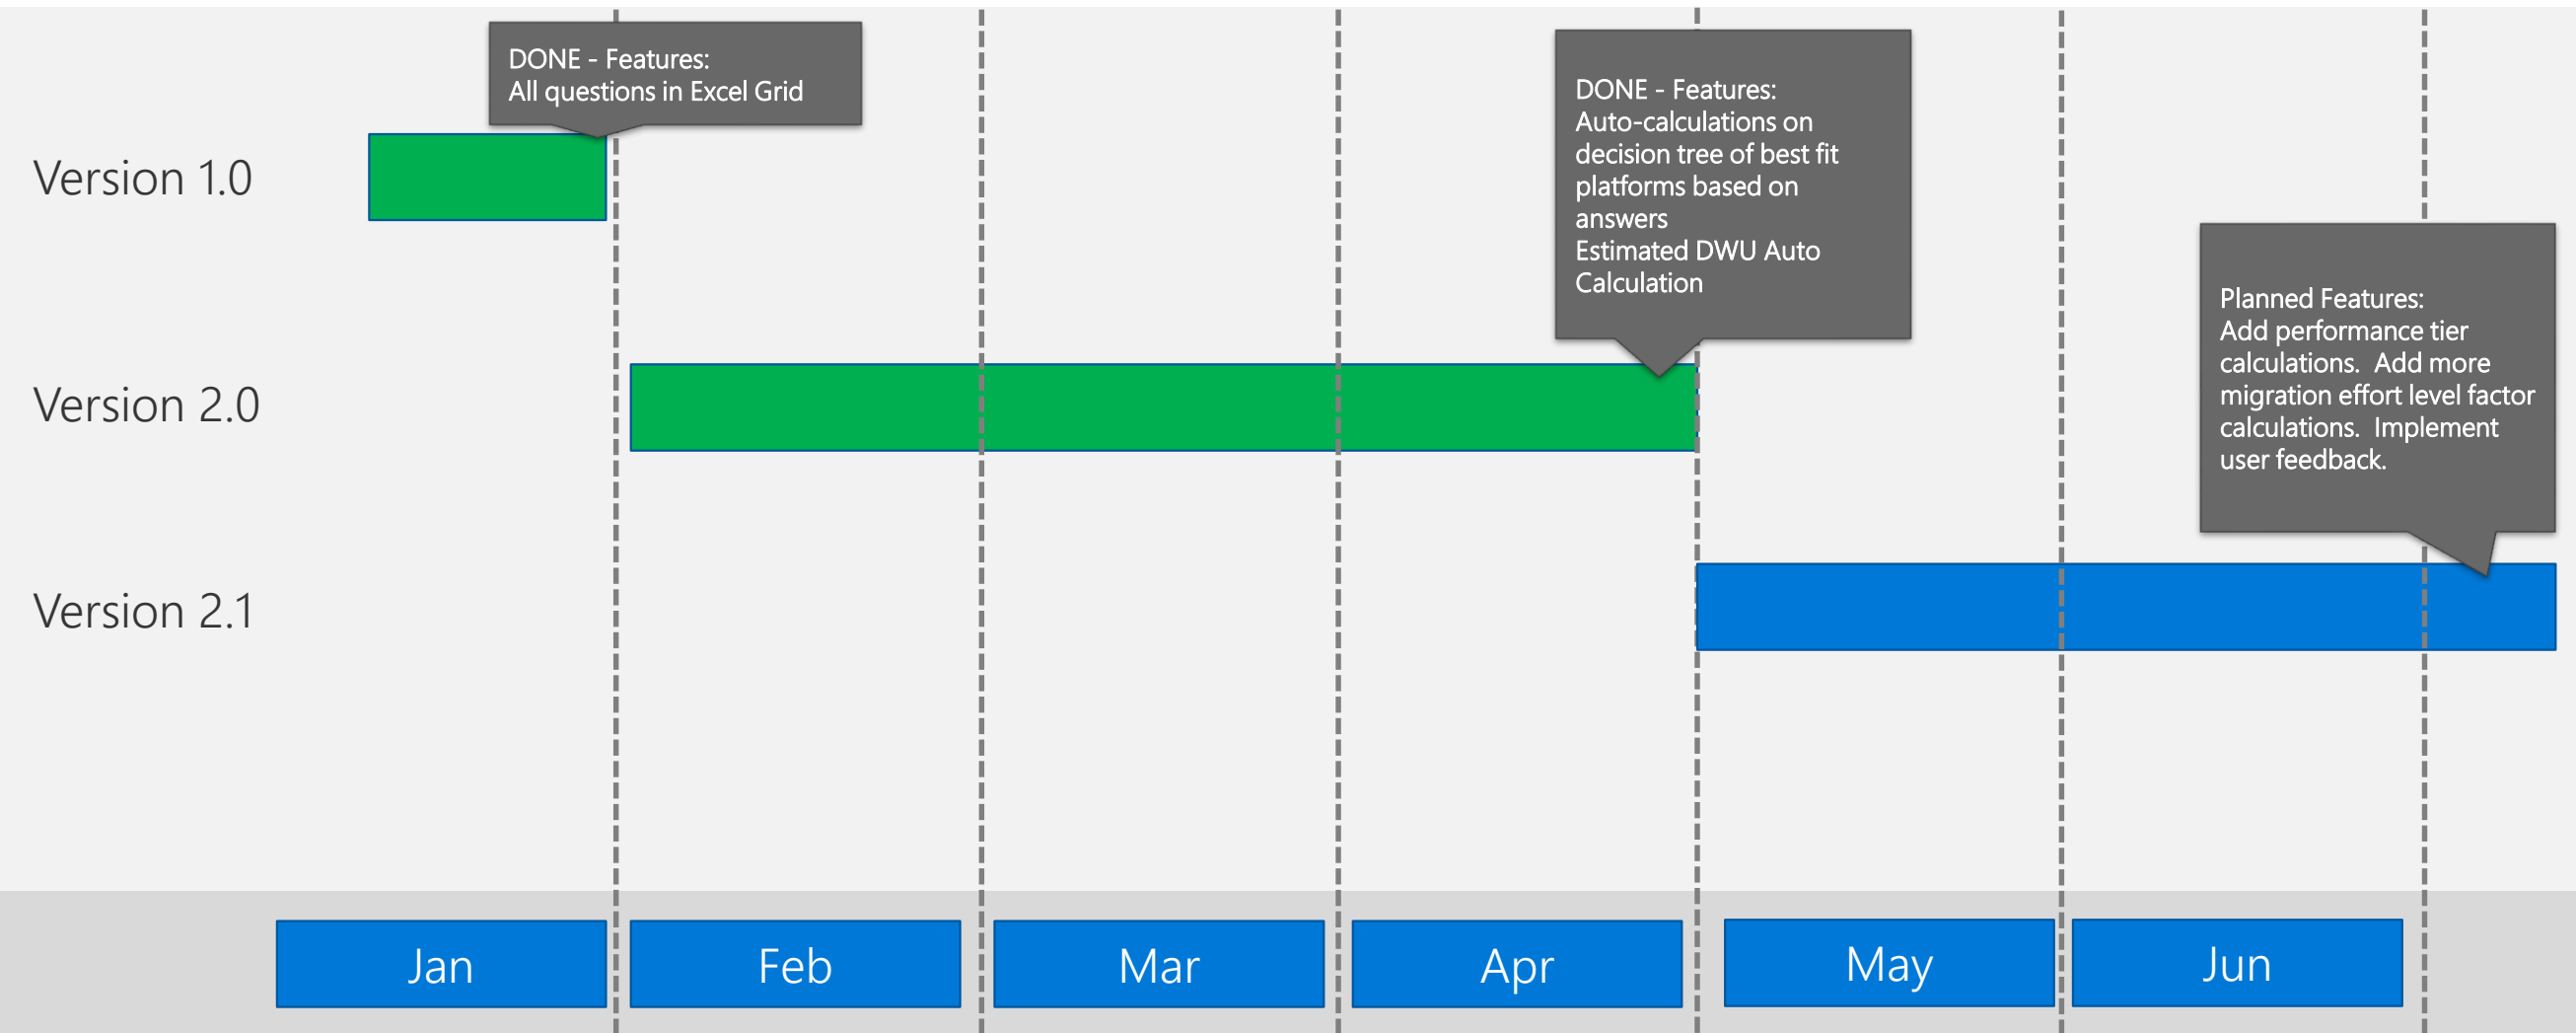 DONE - Features:
All questions in Excel Grid
DONE - Features:
Auto-calculations on
decision tree of best fit
platforms based on
answers
Estimated DWU Auto
Calculation
Version 1.0
Planned Features:
Add performance tier
calculations.  Add more
migration effort level factor
calculations.  Implement
user feedback.
Version 2.0
Version 2.1
Jan
Feb
Mar
Apr
May
Jun